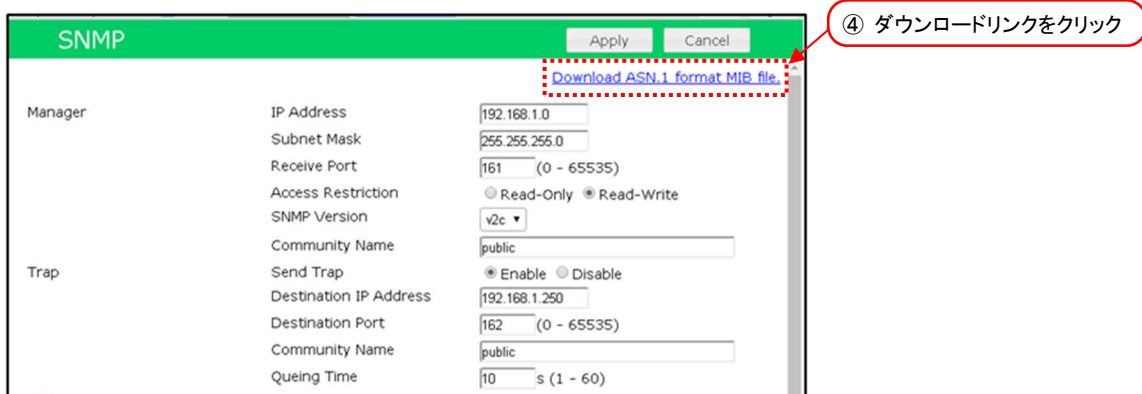 ④ ダウンロードリンクをクリック
SNMP Apply Cancel
Download ASN.1 format MIB file.
Manager IP Address 192.168.1.0
Subnet Mask 255.255.255.0
Receive Port 161 (0 - 65535)
Access Restriction Read-Only Read-Write
SNMP Version v2c
Community Name public
Trap Send Trap Enable Disable
Destination IP Address 192.168.1.250
Destination Port 162 (0 - 65535)
Community Name public
Queing Time 10 s (1 - 60)